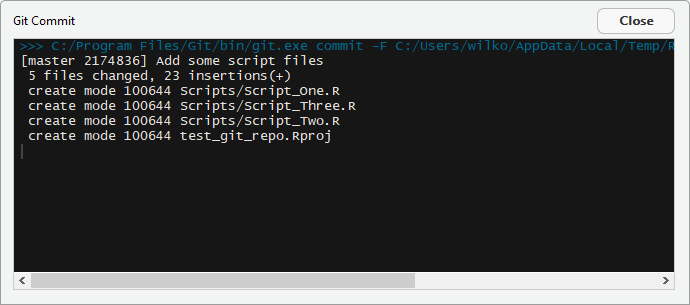 Git Commit
Close
>>> C:/Program Files/Git/bin/git.exe commit -F C:/Users/wilko/AppData/Local/Temp/R
[master 2174836] Add some script files
5 files changed, 23 insertions(+)
create mode 100644 Scripts/Script_One.R
create mode 100644 Scripts/Script_Three.R
create mode 100644 Scripts/Script_Two.R
create mode 100644 test_git_repo.Rproj